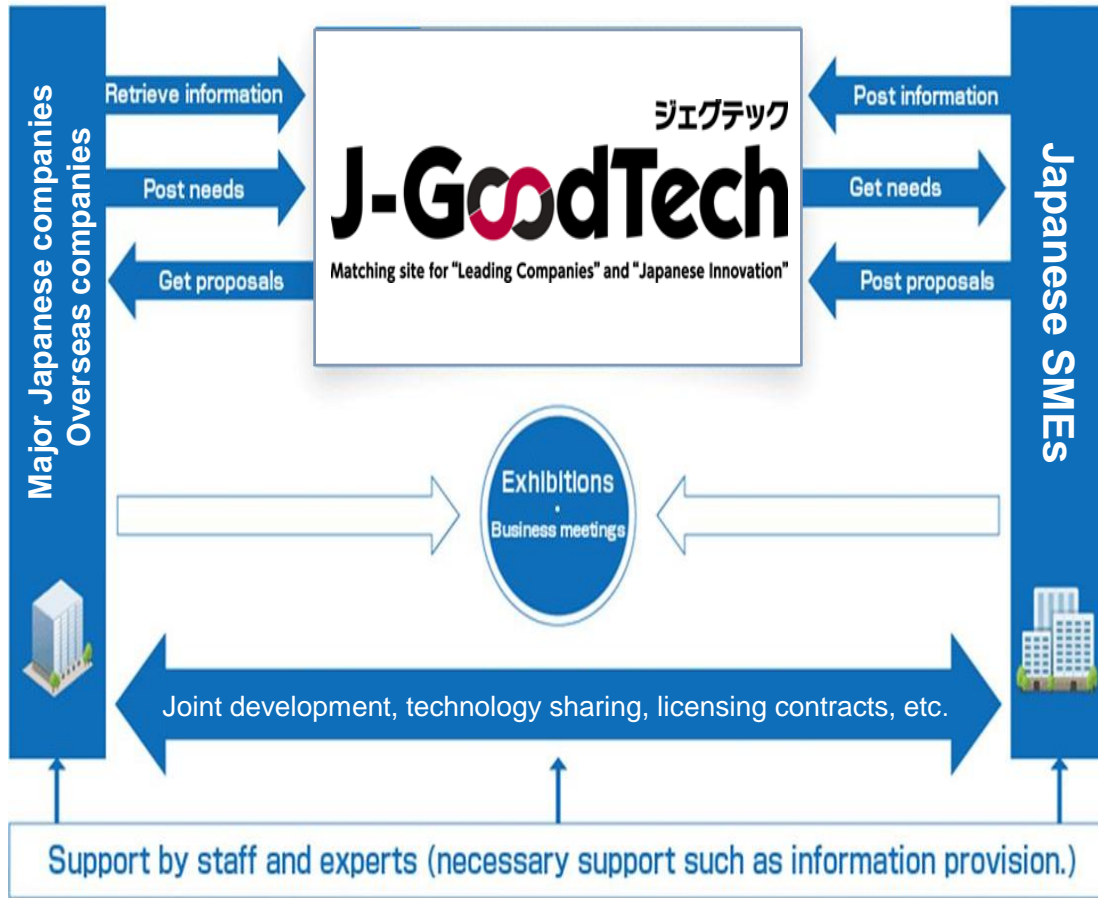 Major Japanese companies
Overseas companies
Retrieve information
Post needs
Get proposals
ジェグテック
J-GoodTech
Matching site for “Leading Companies” and “Japanese Innovation”
Post information
Get needs
Post proposals
Japanese SMEs
Exhibitions
・
Business meetings
Joint development, technology sharing, licensing contracts, etc.
Support by staff and experts (necessary support such as information provision.)